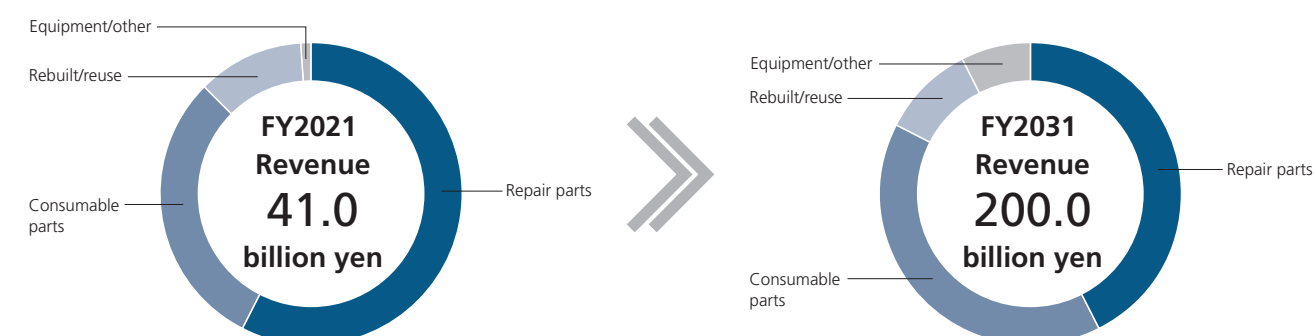 Equipment/other
Rebuilt/reuse
Consumable
parts
FY2021
Revenue
41.0
billion yen
Repair parts
Equipment/other
Rebuilt/reuse
Consumable
parts
FY2031
Revenue
200.0
billion yen
Repair parts